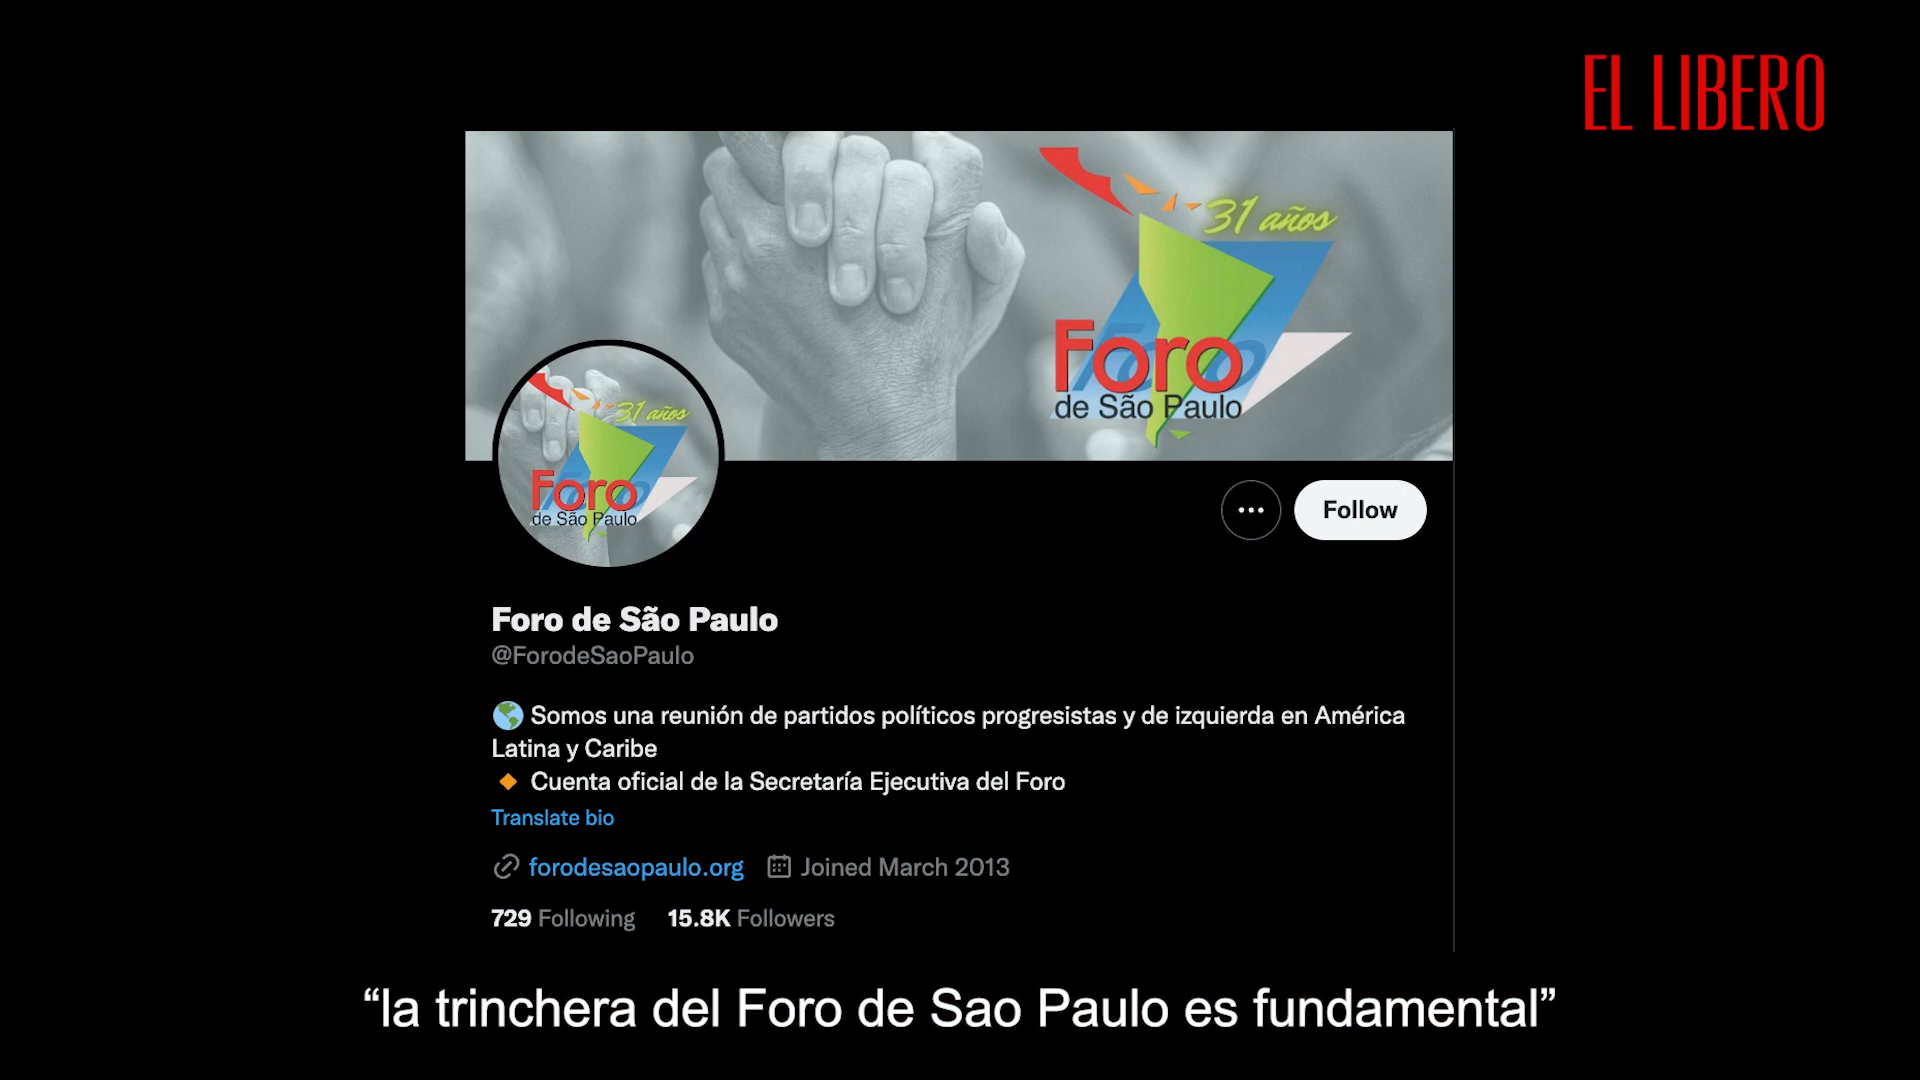 EL LIBERO
31 años
Foro
de São Paulo
31 años
Foro
de São Paulo
Follow
Foro de São Paulo
@ForodeSaoPaulo
Somos una reunión de partidos políticos progresistas y de izquierda en América
Latina y Caribe
Cuenta oficial de la Secretaría Ejecutiva del Foro
Translate bio
forodesaopaulo.org Joined March 2013
729 Following 15.8K Followers
“la trinchera del Foro de Sao Paulo es fundamental”